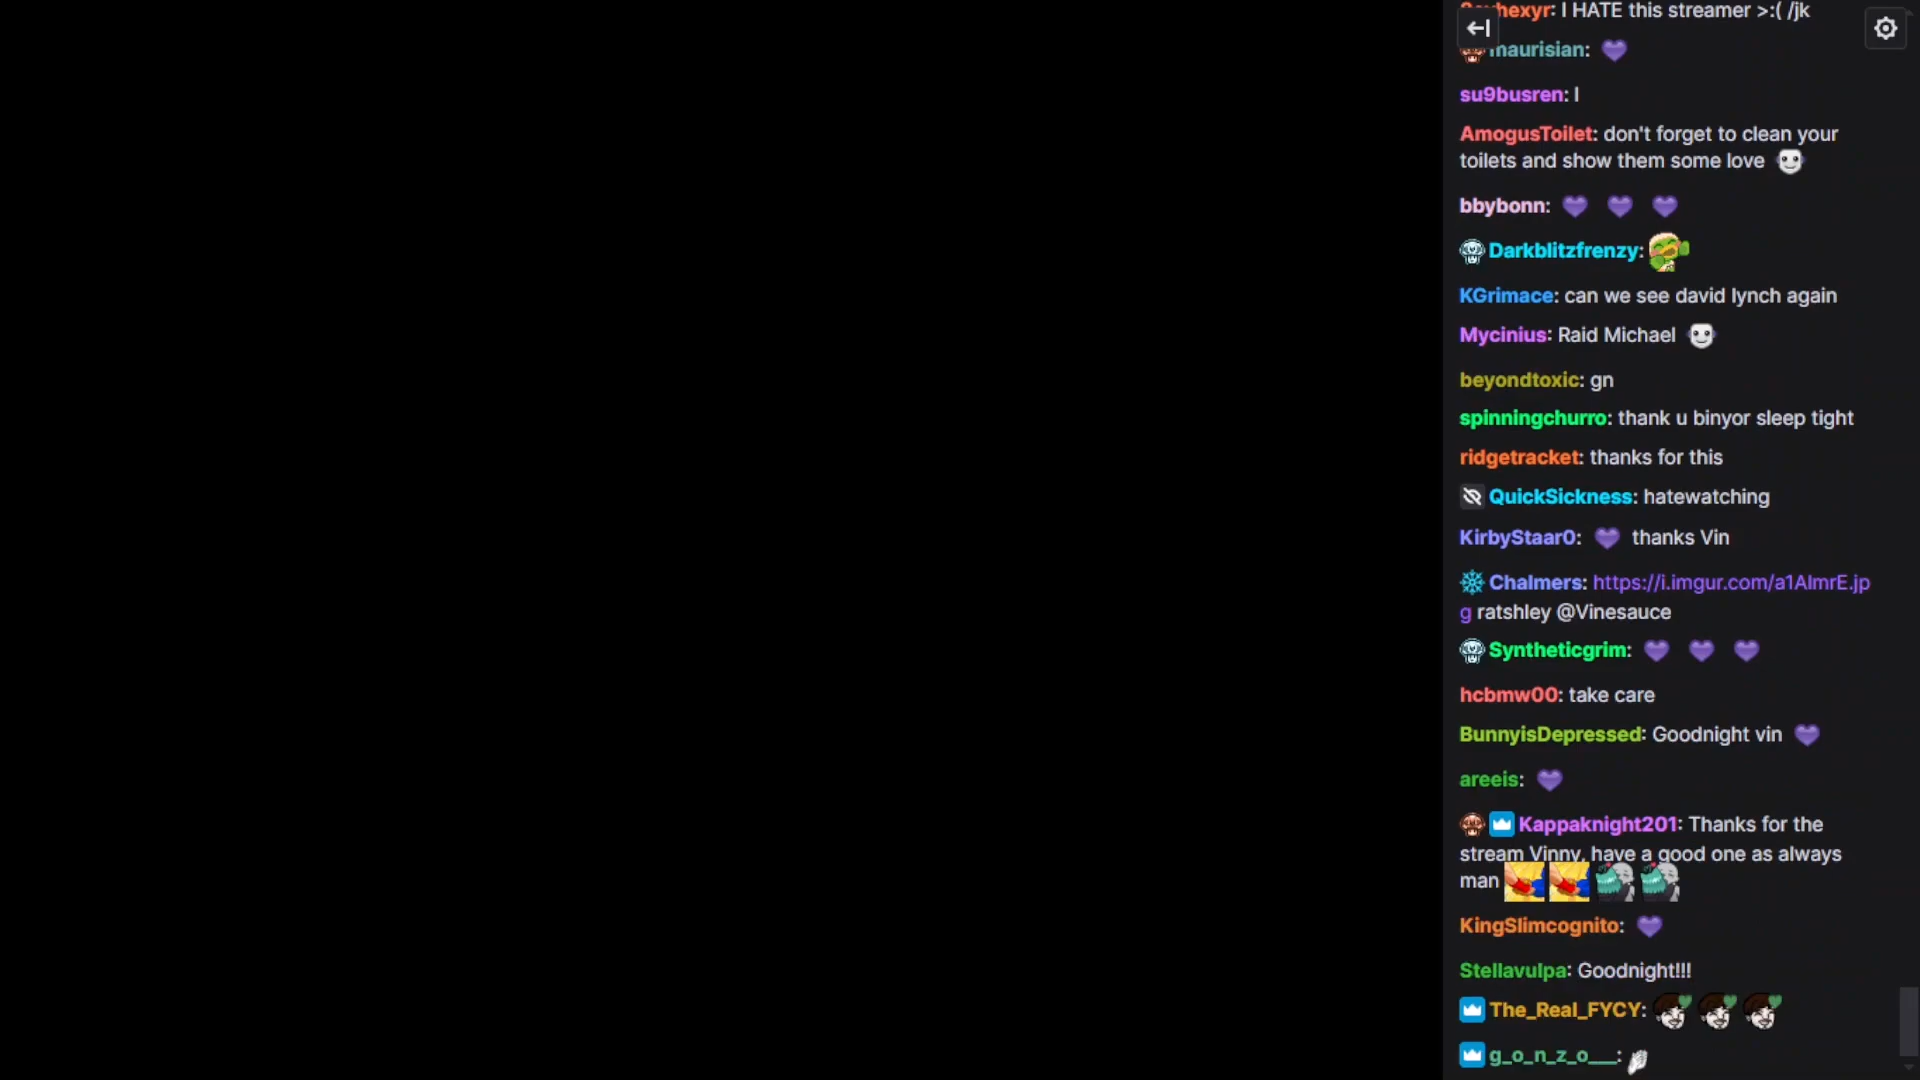 hexyr: I HATE this streamer >:( /jk
maurisian:
su9busren: I
AmogusToilet: don't forget to clean your
toilets and show them some love
bbybonn:
Darkblitzfrenzy:
KGrimace: can we see david lynch again
Mycinius: Raid Michael
beyondtoxic: gn
spinningchurro: thank u binyor sleep tight
ridgetracket: thanks for this
QuickSickness: hatewatching
KirbyStaar0: thanks Vin
Chalmers: https://i.imgur.com/a1AlmrE.jp
g ratshley @Vinesauce
Syntheticgrim:
hcbmw00: take care
BunnyisDepressed: Goodnight vin
areeis:
Kappaknight201: Thanks for the
stream Vinny, have a good one as always
man
KingSlimcognito:
Stellavulpa: Goodnight!!!
The_Real_FYCY:
g_o_n_z_o___: